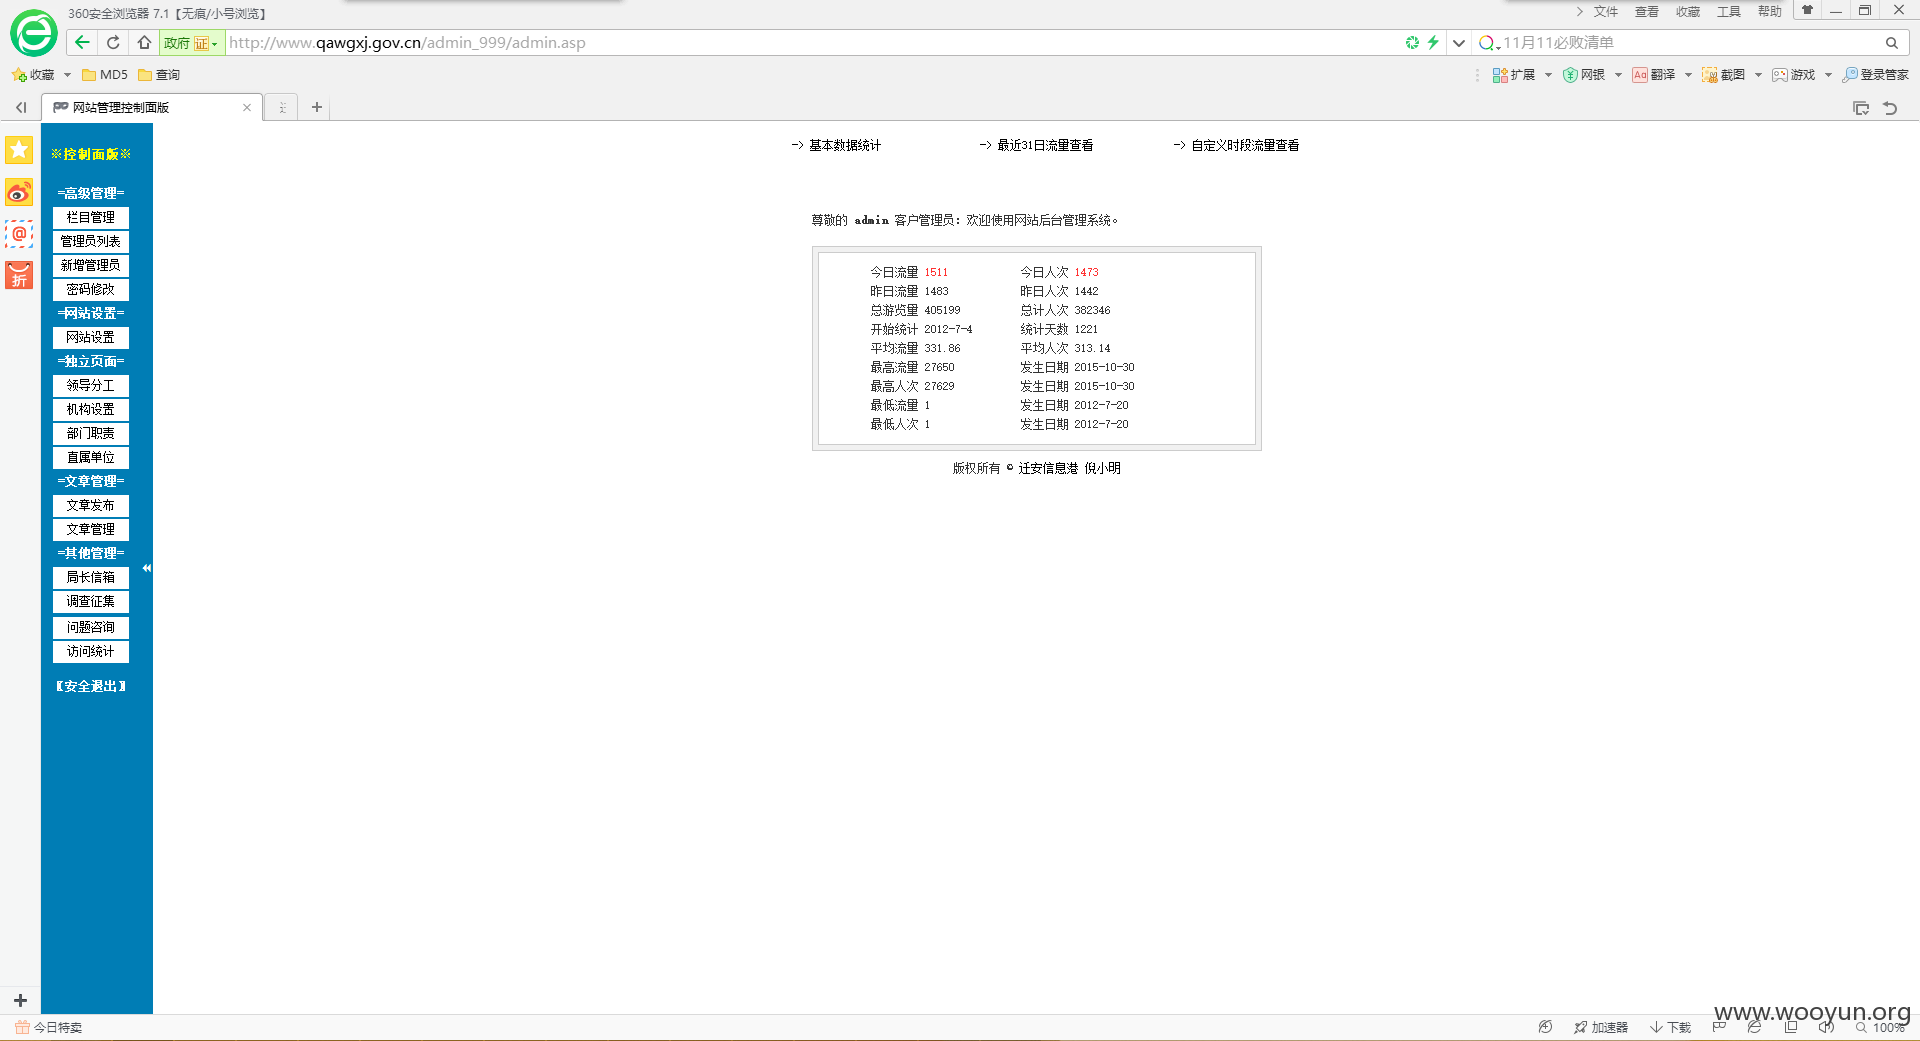 360安全浏览器 7.1【无痕/小号浏览】
文件 查看 收藏 工具 帮助
政府 证 http://www.qawgxj.gov.cn/admin_999/admin.asp
11月11必败清单
收藏 MD5 查询
扩展 网银 翻译 截图 游戏 登录管家
网站管理控制面版
-> 基本数据统计 -> 最近31日流量查看 -> 自定义时段流量查看
※控制面版※
=高级管理=
栏目管理
管理员列表
新增管理员
密码修改
=网站设置=
网站设置
=独立页面=
领导分工
机构设置
部门职责
直属单位
=文章管理=
文章发布
文章管理
=其他管理=
局长信箱
调查征集
问题咨询
访问统计
〖安全退出〗
折
尊敬的 admin 客户管理员：欢迎使用网站后台管理系统。
今日流量 1511 今日人次 1473
昨日流量 1483 昨日人次 1442
总游览量 405199 总计人次 382346
开始统计 2012-7-4 统计天数 1221
平均流量 331.86 平均人次 313.14
最高流量 27650 发生日期 2015-10-30
最高人次 27629 发生日期 2015-10-30
最低流量 1 发生日期 2012-7-20
最低人次 1 发生日期 2012-7-20
版权所有 © 迁安信息港 倪小明
www.wooyun.org
今日特卖
加速器 下载 100%